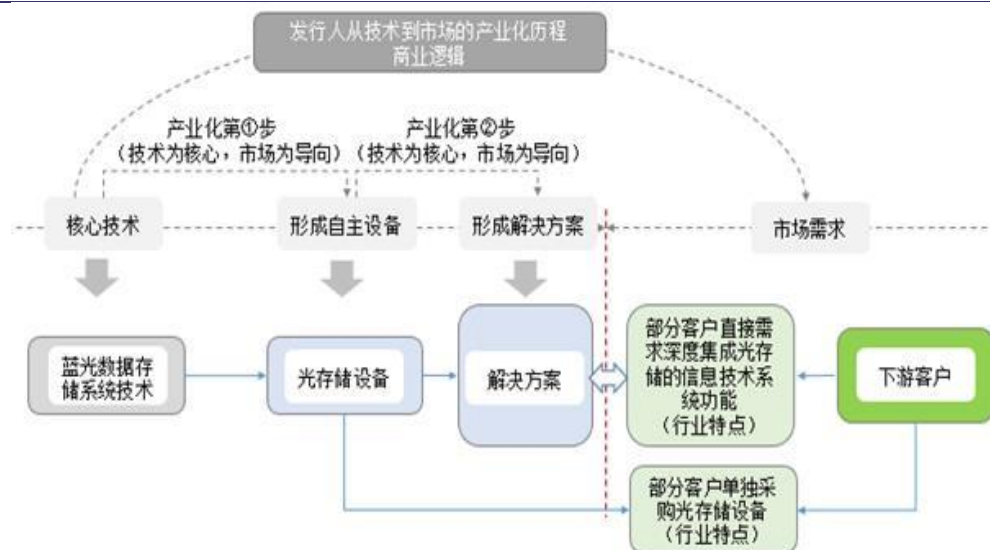 发行人从技术到市场的产业化历程
商业逻辑
产业化第①步
（技术为核心，市场为导向）
产业化第②步
（技术为核心，市场为导向）
核心技术
形成自主设备
形成解决方案
市场需求
蓝光数据存
储系统技术
光存储设备
解决方案
部分客户直接需
求深度集成光存
储的信息技术系
统功能
（行业特点）
下游客户
部分客户单独采
购光存储设备
（行业特点）